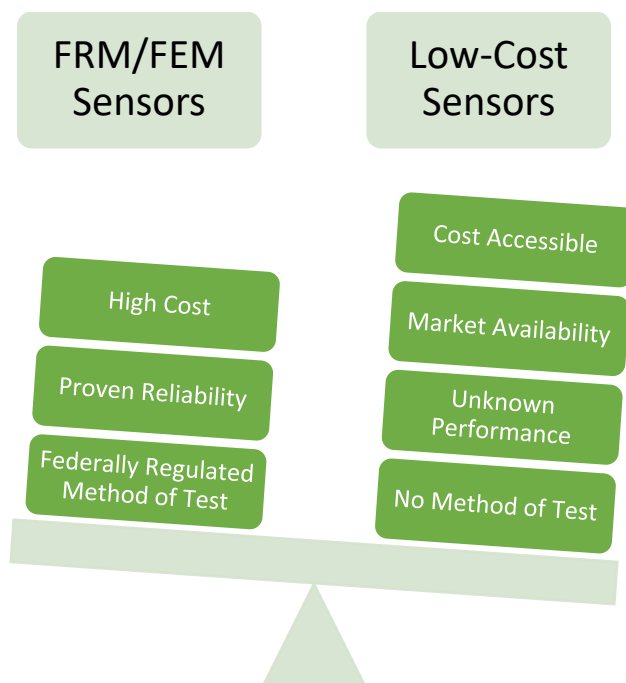 FRM/FEM
Sensors
Low-Cost
Sensors
High Cost
Proven Reliability
Federally Regulated
Method of Test
Cost Accessible
Market Availability
Unknown
Performance
No Method of Test